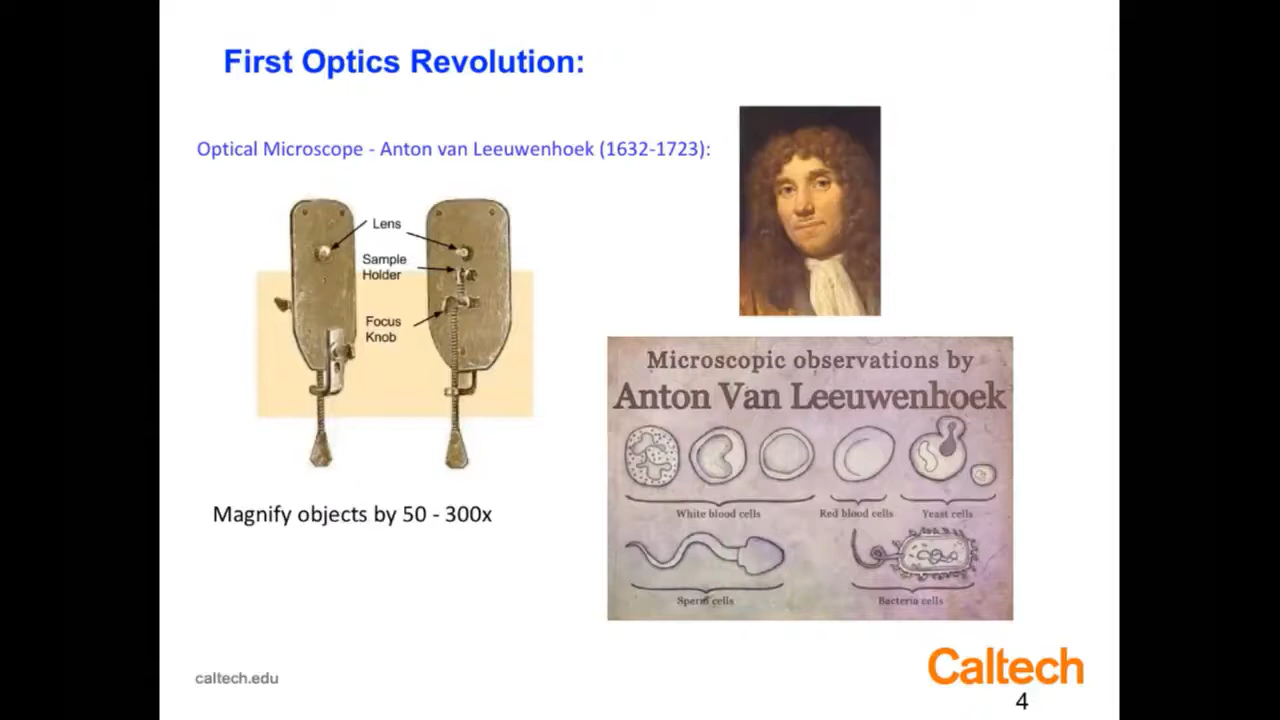 First Optics Revolution:
Optical Microscope - Anton van Leeuwenhoek (1632-1723):
Lens
Sample
Holder
Focus
Knob
Magnify objects by 50 - 300x
Microscopic observations by
Anton Van Leeuwenhoek
White blood cells
Red blood cells
Yeast cells
Sperm cells
Bacteria cells
caltech.edu
Caltech
4